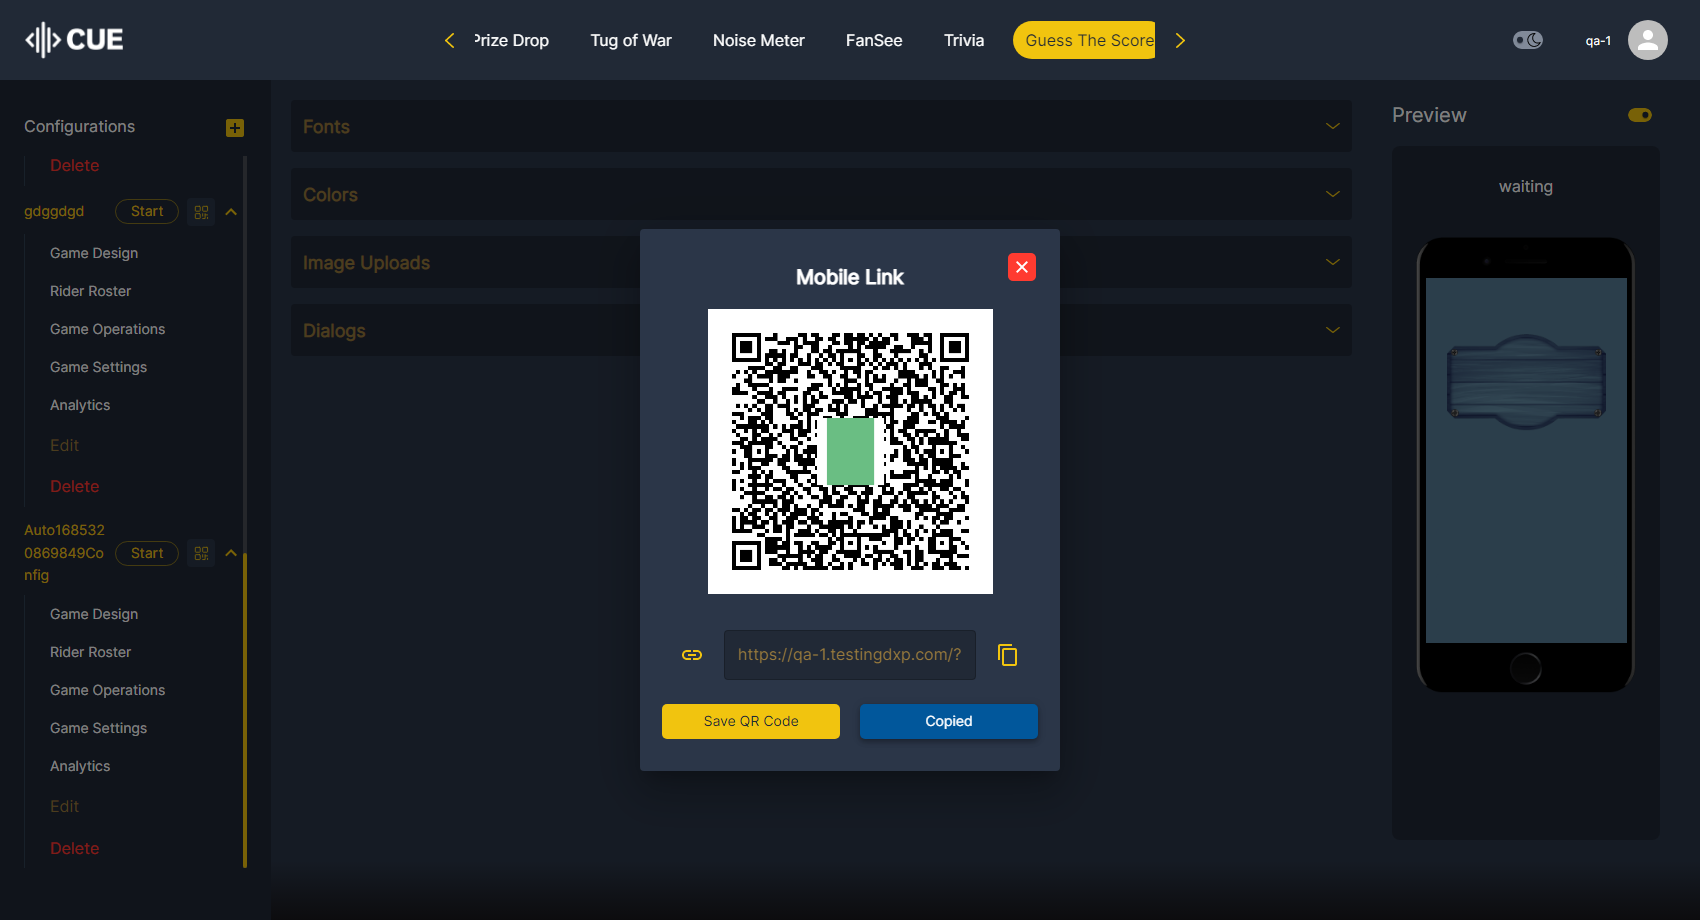 CUE
Prize Drop
Tug of War
Noise Meter
FanSee
Trivia
Guess The Score
qa-1
Configurations
Delete
gdggdgd
Start
Game Design
Rider Roster
Game Operations
Game Settings
Analytics
Edit
Delete
Auto168532
0869849Co
nfig
Start
Game Design
Rider Roster
Game Operations
Game Settings
Analytics
Edit
Delete
Fonts
Colors
Image Uploads
Dialogs
Mobile Link
https://qa-1.testingdxp.com/?
Save QR Code
Copied
Preview
waiting